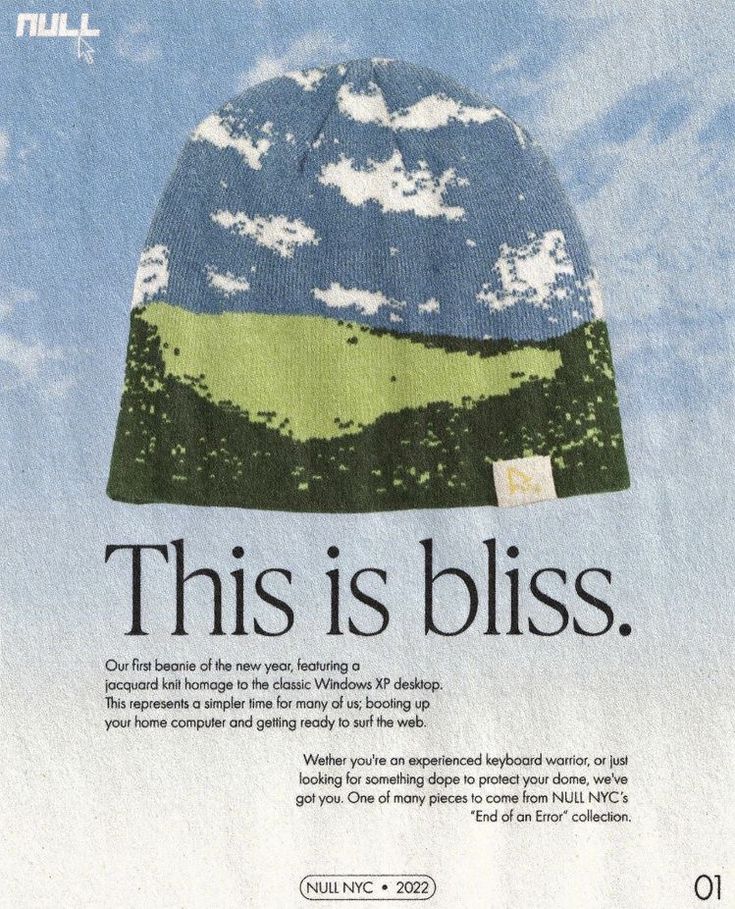 NULL
This is bliss.
Our first beanie of the new year, featuring a
jacquard knit homage to the classic Windows XP desktop.
This represents a simpler time for many of us; booting up
your home computer and getting ready to surf the web.
Wether you're an experienced keyboard warrior, or just
looking for something dope to protect your dome, we've
got you. One of many pieces to come from NULL NYC's
"End of an Error" collection.
NULL NYC • 2022
01